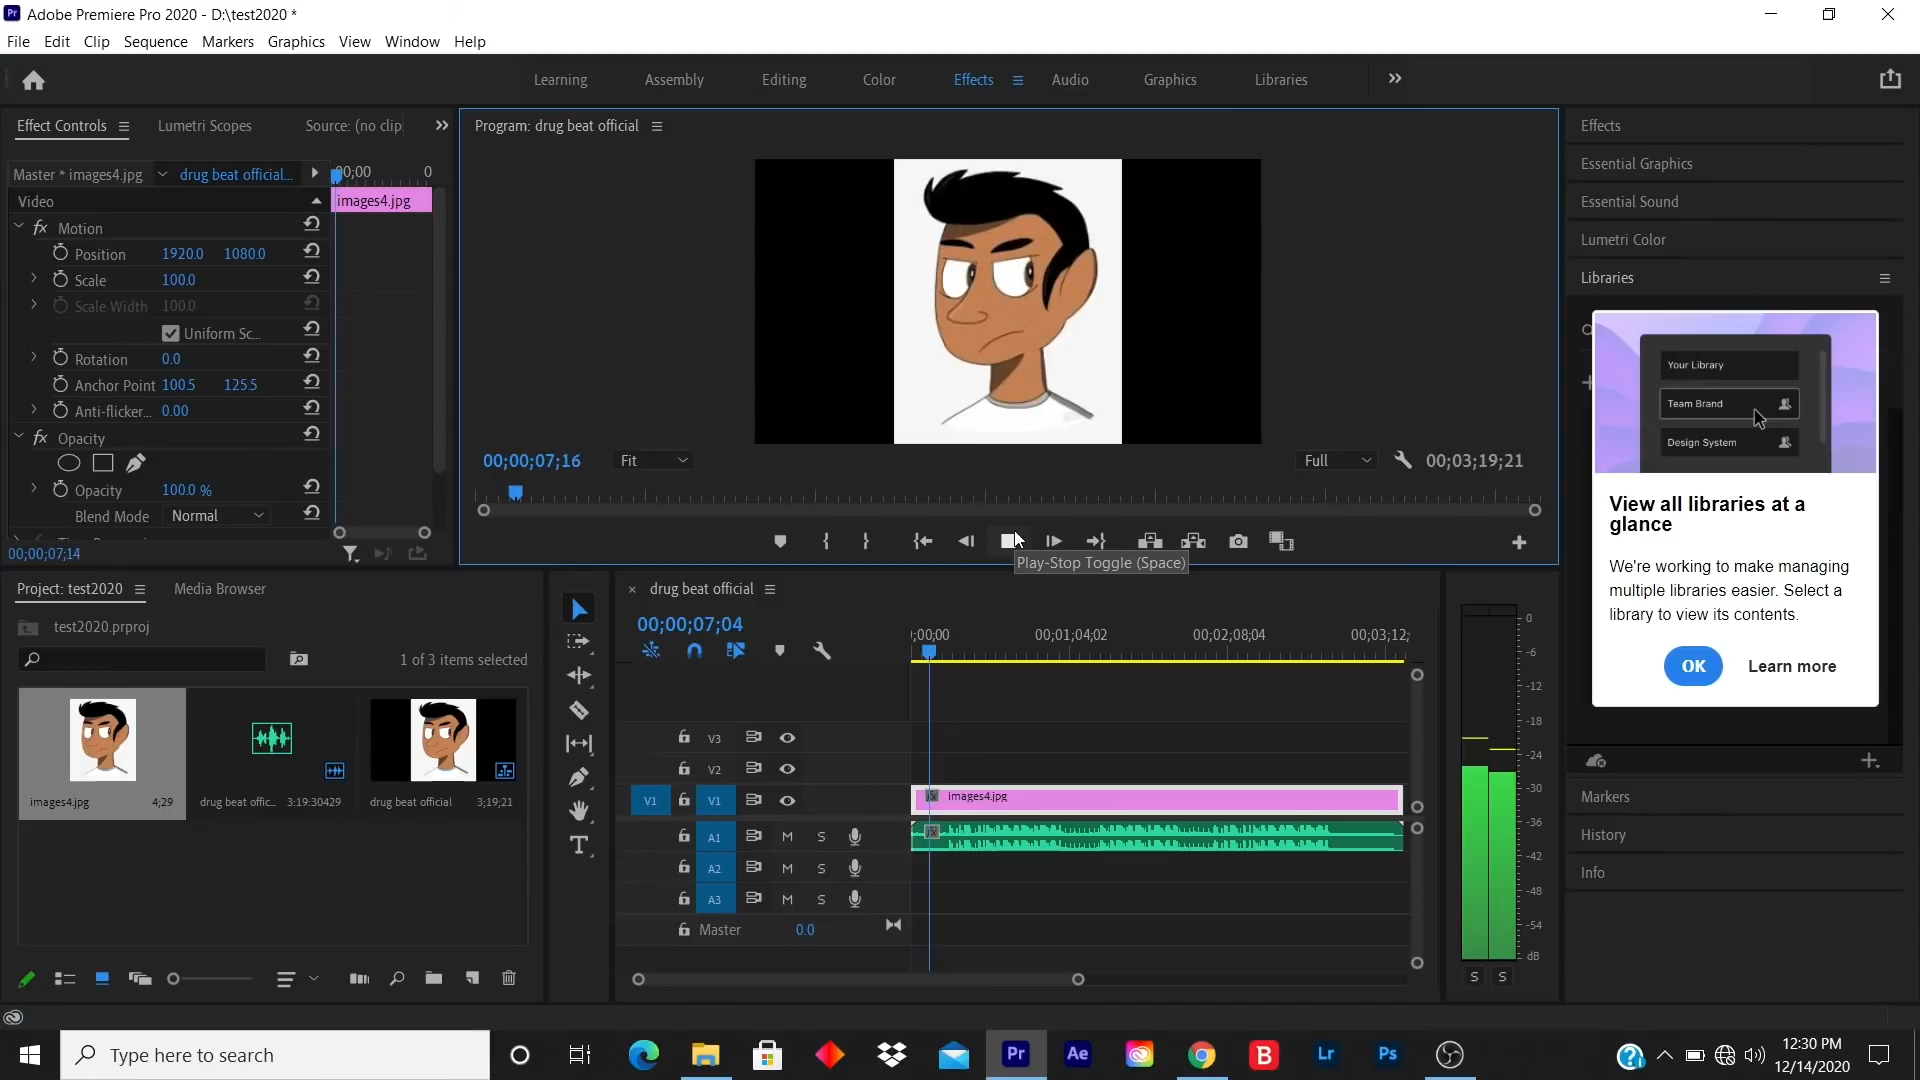 Adobe Premiere Pro 2020 - D:\test2020 *
File Edit Clip Sequence Markers Graphics View Window Help
Learning Assembly Editing Color Effects Audio Graphics Libraries
Effect Controls Lumetri Scopes Source: (no clip
Master * images4.jpg drug beat official...
00;00 0
Video
images4.jpg
fx Motion
Position 1920.0 1080.0
Scale 100.0
Scale Width 100.0
Uniform Sc...
Rotation 0.0
Anchor Point 100.5 125.5
Anti-flicker... 0.00
fx Opacity
Opacity 100.0 %
Blend Mode Normal
00;00;07;14
Program: drug beat official
00;00;07;16 Fit Full 00;03;19;21
Play-Stop Toggle (Space)
Effects
Essential Graphics
Essential Sound
Lumetri Color
Libraries
Your Library
Team Brand
Design System
View all libraries at a
glance
We're working to make managing
multiple libraries easier. Select a
library to view its contents.
OK Learn more
Markers
History
Info
Project: test2020 Media Browser
test2020.prproj
1 of 3 items selected
images4.jpg 4;29
drug beat offic... 3:19:30429
drug beat official 3;19;21
drug beat official
00;00;07;04
;00;00 00;01;04;02 00;02;08;04 00;03;12;
V3
V2
V1 V1 fx images4.jpg
A1 M S fx
A2 M S
A3 M S
Master 0.0
0
-6
-12
-18
-24
-30
-36
-42
-48
-54
dB
S S
Type here to search
Pr Ae B Lr Ps
12:30 PM
12/14/2020